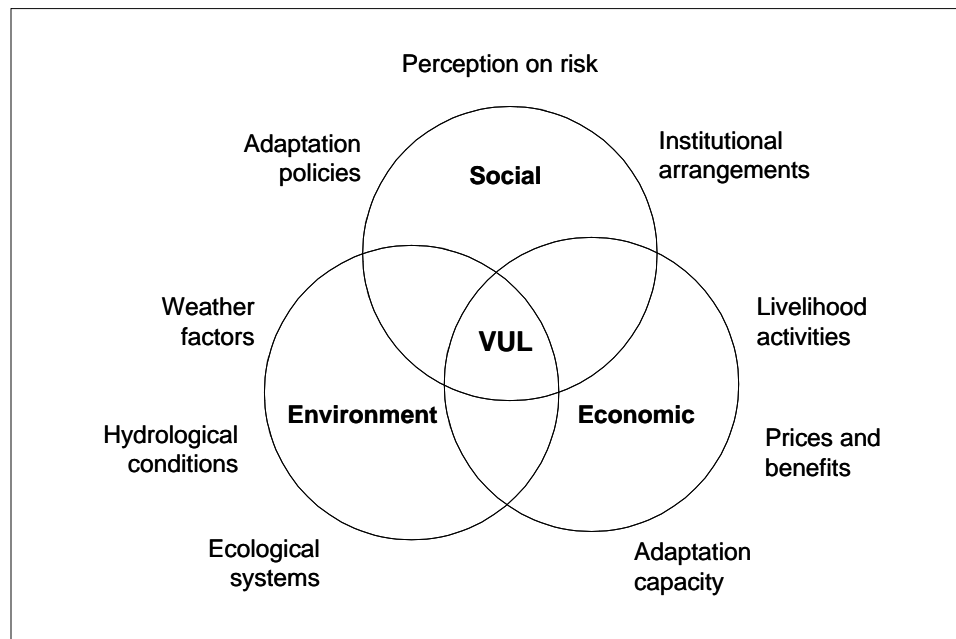 Perception on risk
Adaptation
policies
Institutional
arrangements
Social
Weather
factors
Livelihood
activities
VUL
Environment
Economic
Hydrological
conditions
Prices and
benefits
Ecological
systems
Adaptation
capacity